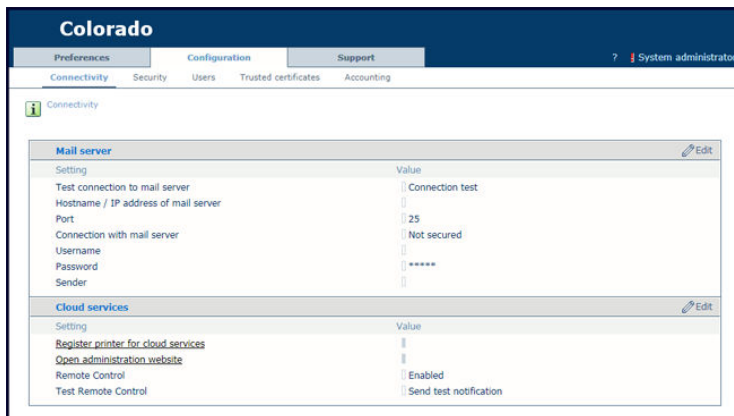 Colorado
Preferences Configuration Support ? System administrator
Connectivity Security Users Trusted certificates Accounting
Connectivity
Mail server Edit
Setting Value
Test connection to mail server Connection test
Hostname / IP address of mail server
Port 25
Connection with mail server Not secured
Username
Password *****
Sender
Cloud services Edit
Setting Value
Register printer for cloud services
Open administration website
Remote Control Enabled
Test Remote Control Send test notification